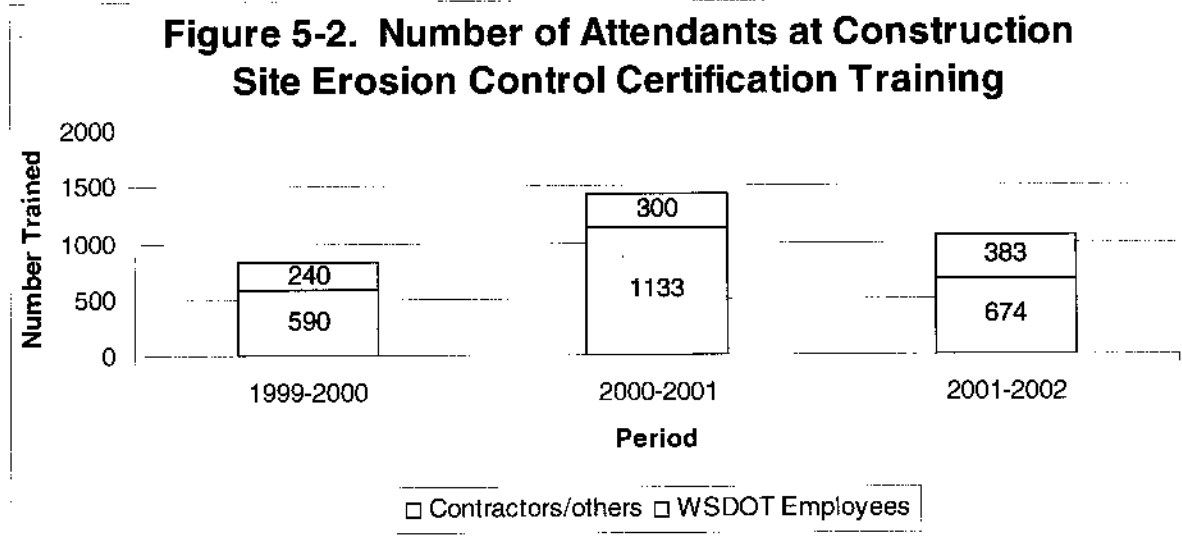 Figure 5-2. Number of Attendants at Construction
Site Erosion Control Certification Training
Number Trained
2000
1500
1000
500
0
240
590
300
1133
383
674
1999-2000
2000-2001
2001-2002
Period
□ Contractors/others □ WSDOT Employees